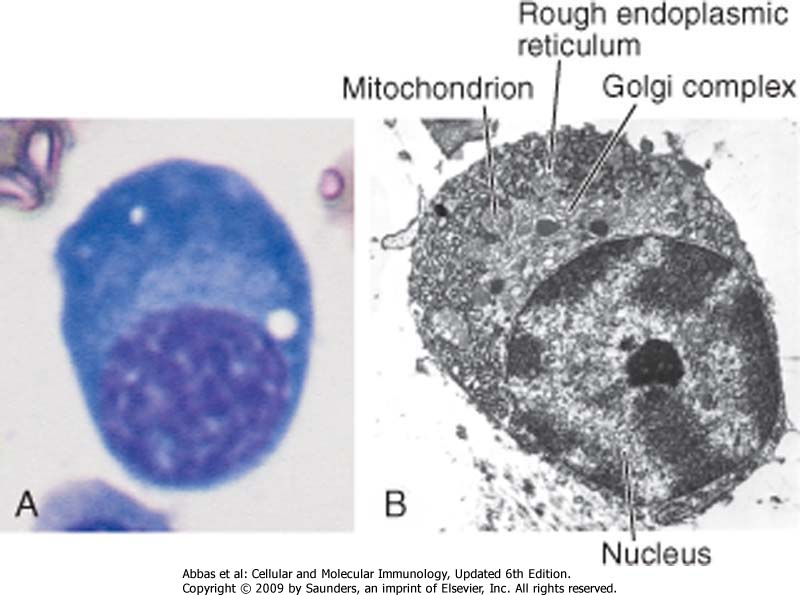 Rough endoplasmic
reticulum
Mitochondrion
Golgi complex
A
B
Nucleus
Abbas et al: Cellular and Molecular Immunology, Updated 6th Edition.
Copyright © 2009 by Saunders, an imprint of Elsevier, Inc. All rights reserved.